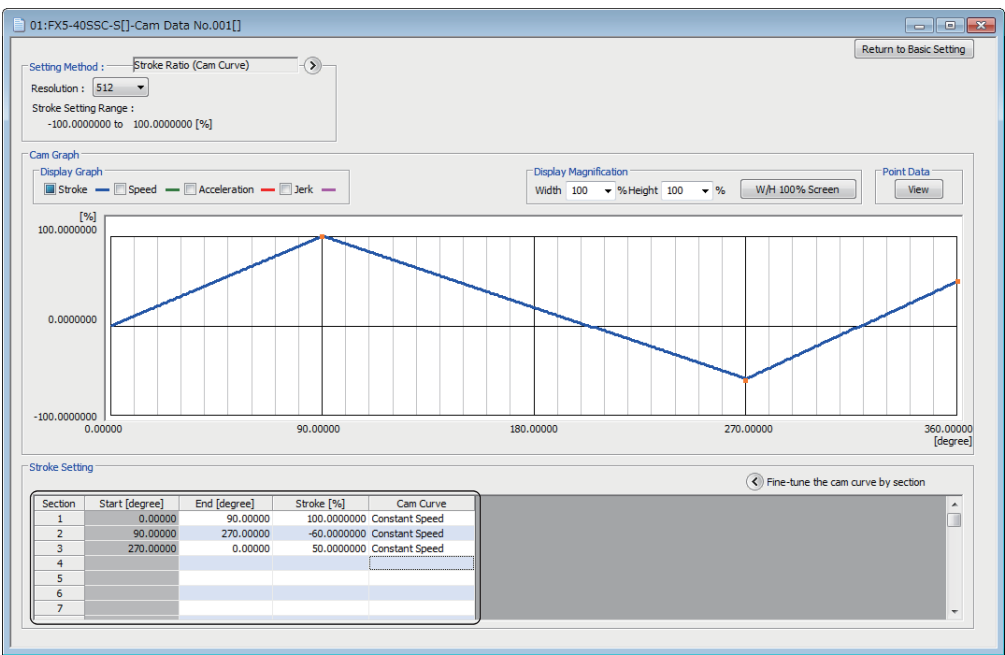 01:FX5-40SSC-S[]-Cam Data No.001[]
Return to Basic Setting
Setting Method : Stroke Ratio (Cam Curve)
Resolution : 512
Stroke Setting Range :
-100.0000000 to 100.0000000 [%]
Cam Graph
Display Graph
Stroke Speed Acceleration Jerk
Display Magnification
Width 100 % Height 100 % W/H 100% Screen
Point Data
View
[%]
100.0000000
0.0000000
-100.0000000
0.00000 90.00000 180.00000 270.00000 360.00000
[degree]
Stroke Setting
Fine-tune the cam curve by section
Section Start [degree] End [degree] Stroke [%] Cam Curve
1 0.00000 90.00000 100.0000000 Constant Speed
2 90.00000 270.00000 -60.0000000 Constant Speed
3 270.00000 0.00000 50.0000000 Constant Speed
4
5
6
7